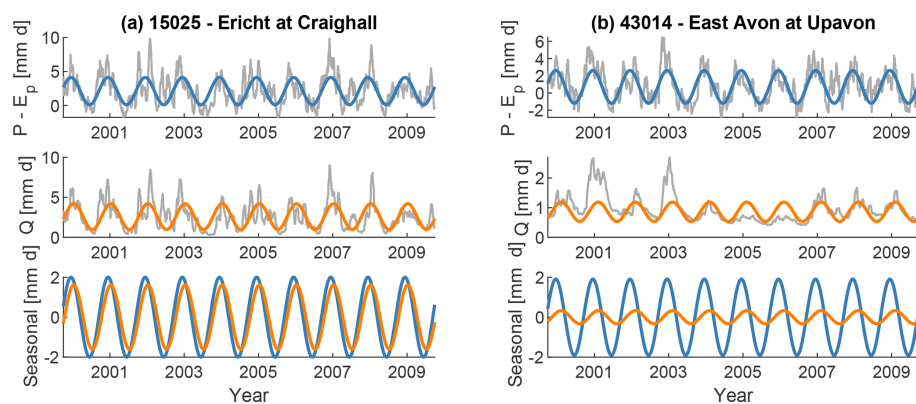 (a) 15025 - Ericht at Craighall
P - Ep [mm d]
10
5
0
2001 2003 2005 2007 2009
Q [mm d]
10
5
0
2001 2003 2005 2007 2009
Seasonal [mm d]
2
0
-2
2001 2003 2005 2007 2009
Year
(b) 43014 - East Avon at Upavon
P - Ep [mm d]
6
4
2
0
-2
2001 2003 2005 2007 2009
Q [mm d]
2
1
0
2001 2003 2005 2007 2009
Seasonal [mm d]
2
0
-2
2001 2003 2005 2007 2009
Year